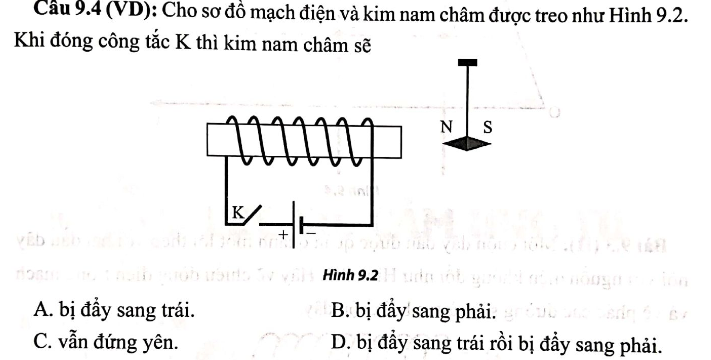 Câu 9.4 (VD): Cho sơ đồ mạch điện và kim nam châm được treo như Hình 9.2.
Khi đóng công tắc K thì kim nam châm sẽ
N S
K
+ −
Hình 9.2
A. bị đẩy sang trái. B. bị đẩy sang phải.
C. vẫn đứng yên. D. bị đẩy sang trái rồi bị đẩy sang phải.